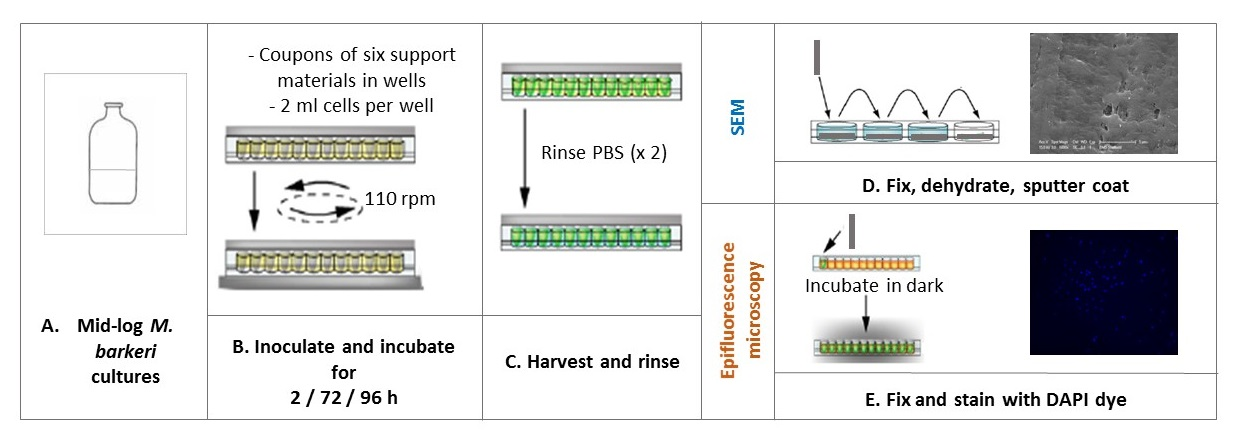 A. Mid-log M.
barkeri
cultures
- Coupons of six support
materials in wells
- 2 ml cells per well
110 rpm
B. Inoculate and incubate
for
2 / 72 / 96 h
Rinse PBS (x 2)
C. Harvest and rinse
SEM
D. Fix, dehydrate, sputter coat
Epifluorescence
microscopy
Incubate in dark
E. Fix and stain with DAPI dye